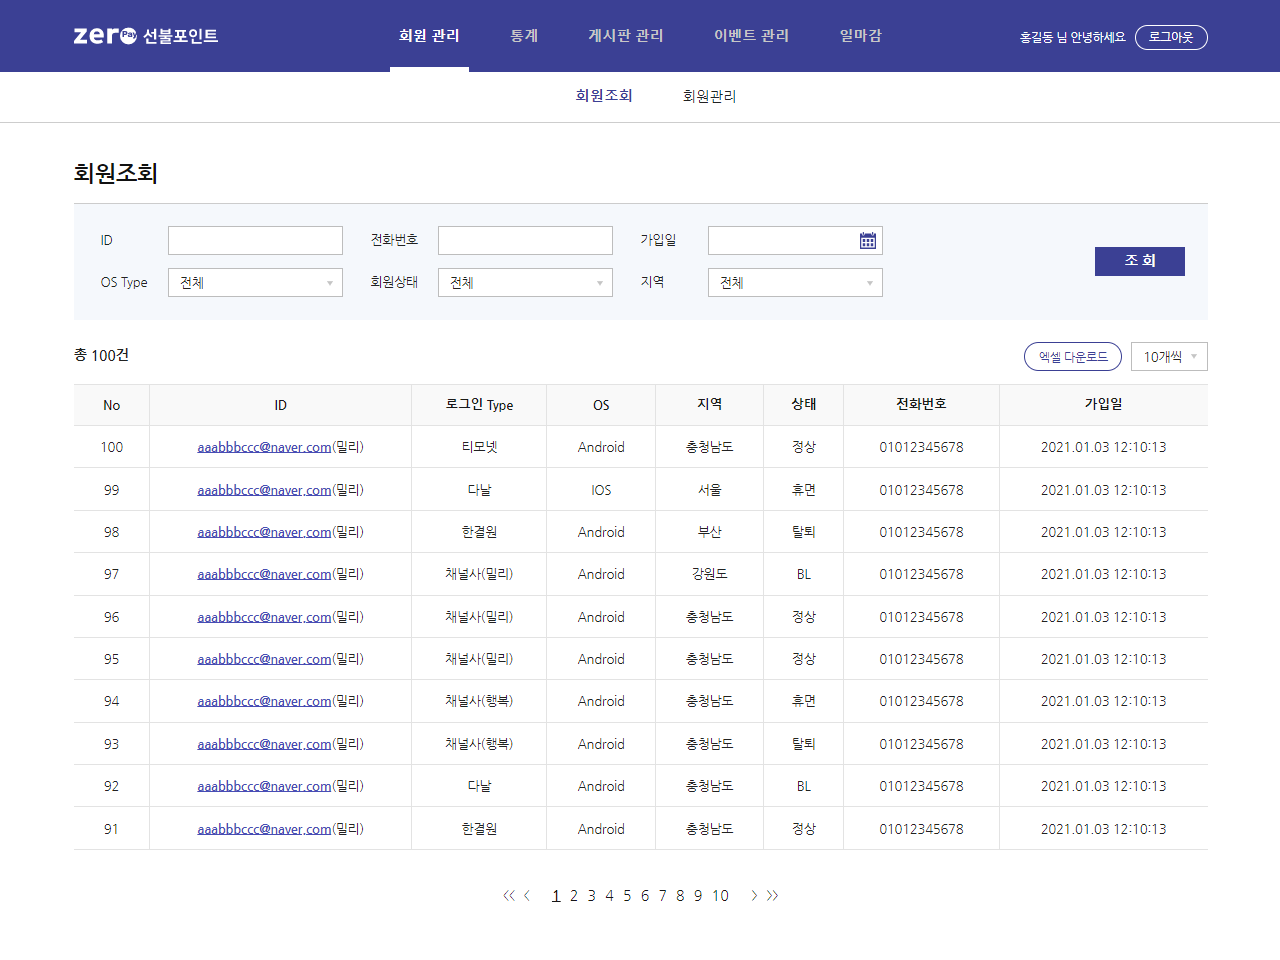 zeroPay 선불포인트 회원 관리 통계 게시판 관리 이벤트 관리 일마감 홍길동 님 안녕하세요 로그아웃
회원조회 회원관리
회원조회
ID 전화번호 가입일
조 회
OS Type 전체 회원상태 전체 지역 전체
총 100건 엑셀 다운로드 10개씩
No ID 로그인 Type OS 지역 상태 전화번호 가입일
100 aaabbbccc@naver.com(밀리) 티모넷 Android 충청남도 정상 01012345678 2021.01.03 12:10:13
99 aaabbbccc@naver.com(밀리) 다날 IOS 서울 휴면 01012345678 2021.01.03 12:10:13
98 aaabbbccc@naver.com(밀리) 한결원 Android 부산 탈퇴 01012345678 2021.01.03 12:10:13
97 aaabbbccc@naver.com(밀리) 채널사(밀리) Android 강원도 BL 01012345678 2021.01.03 12:10:13
96 aaabbbccc@naver.com(밀리) 채널사(밀리) Android 충청남도 정상 01012345678 2021.01.03 12:10:13
95 aaabbbccc@naver.com(밀리) 채널사(밀리) Android 충청남도 정상 01012345678 2021.01.03 12:10:13
94 aaabbbccc@naver.com(밀리) 채널사(행복) Android 충청남도 휴면 01012345678 2021.01.03 12:10:13
93 aaabbbccc@naver.com(밀리) 채널사(행복) Android 충청남도 탈퇴 01012345678 2021.01.03 12:10:13
92 aaabbbccc@naver.com(밀리) 다날 Android 충청남도 BL 01012345678 2021.01.03 12:10:13
91 aaabbbccc@naver.com(밀리) 한결원 Android 충청남도 정상 01012345678 2021.01.03 12:10:13
1 2 3 4 5 6 7 8 9 10